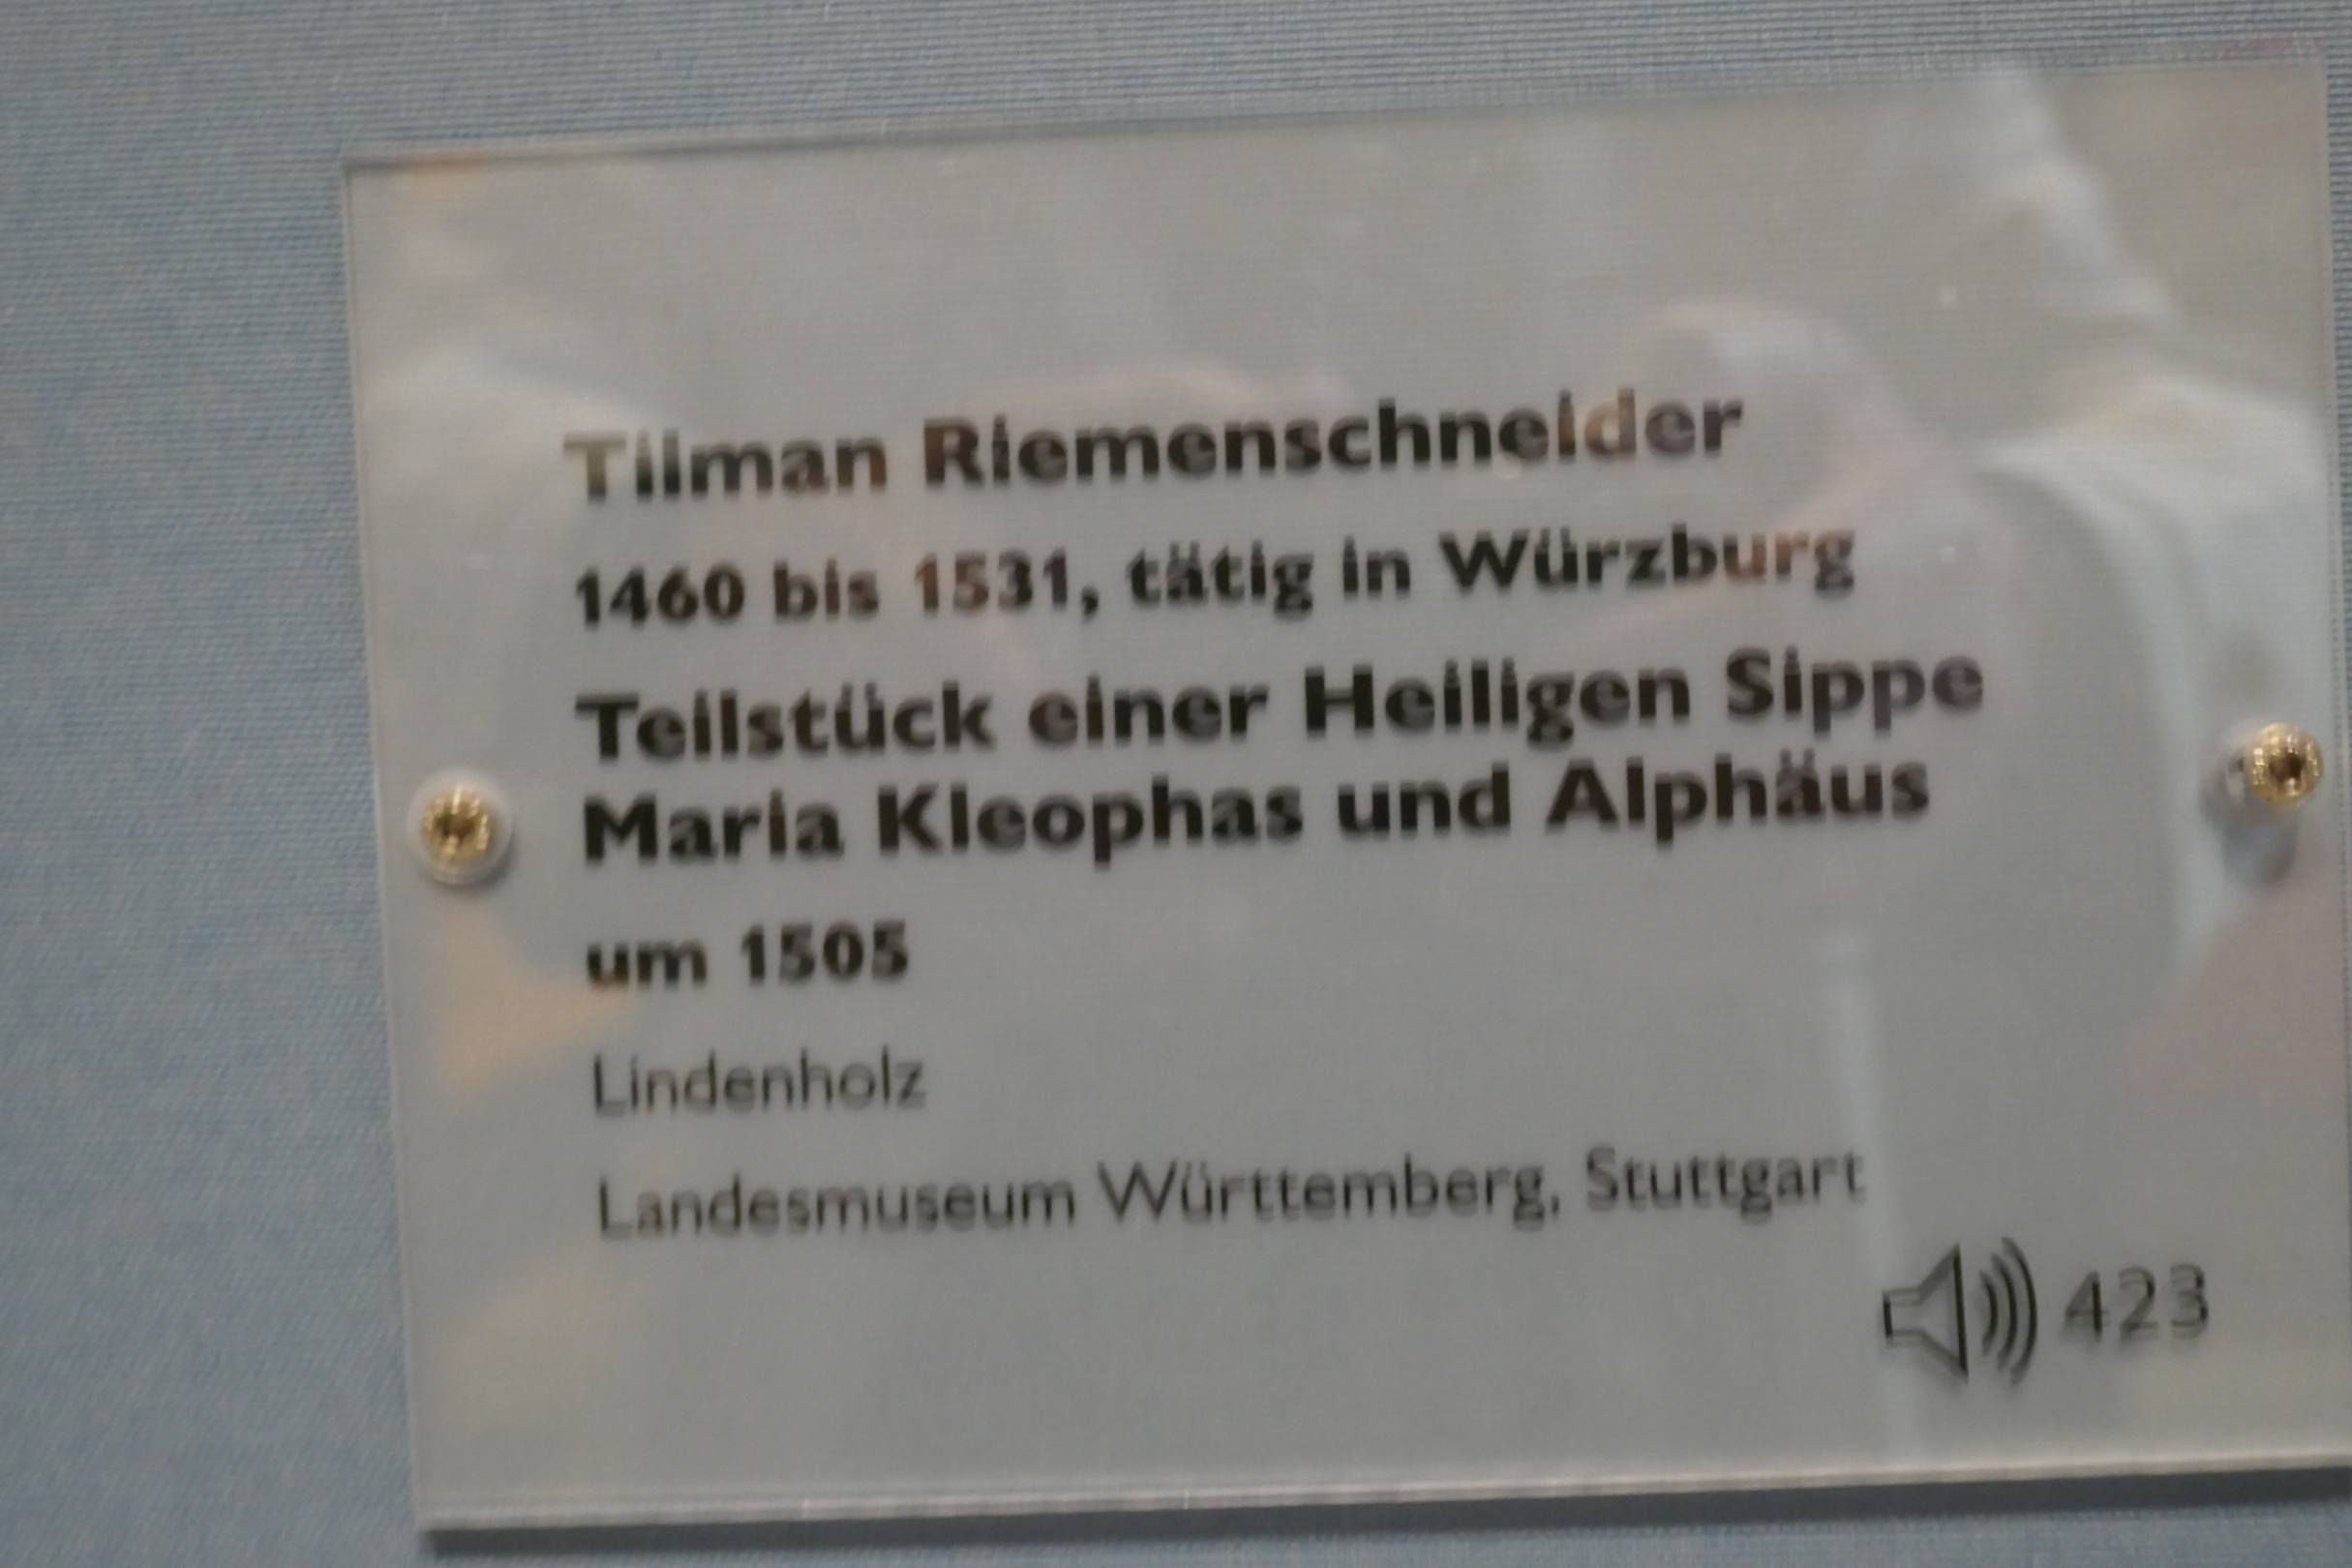 Tilman Riemenschneider
1460 bis 1531, tätig in Würzburg
Teilstück einer Heiligen Sippe
Maria Kleophas und Alphäus
um 1505
Lindenholz
Landesmuseum Württemberg, Stuttgart
423